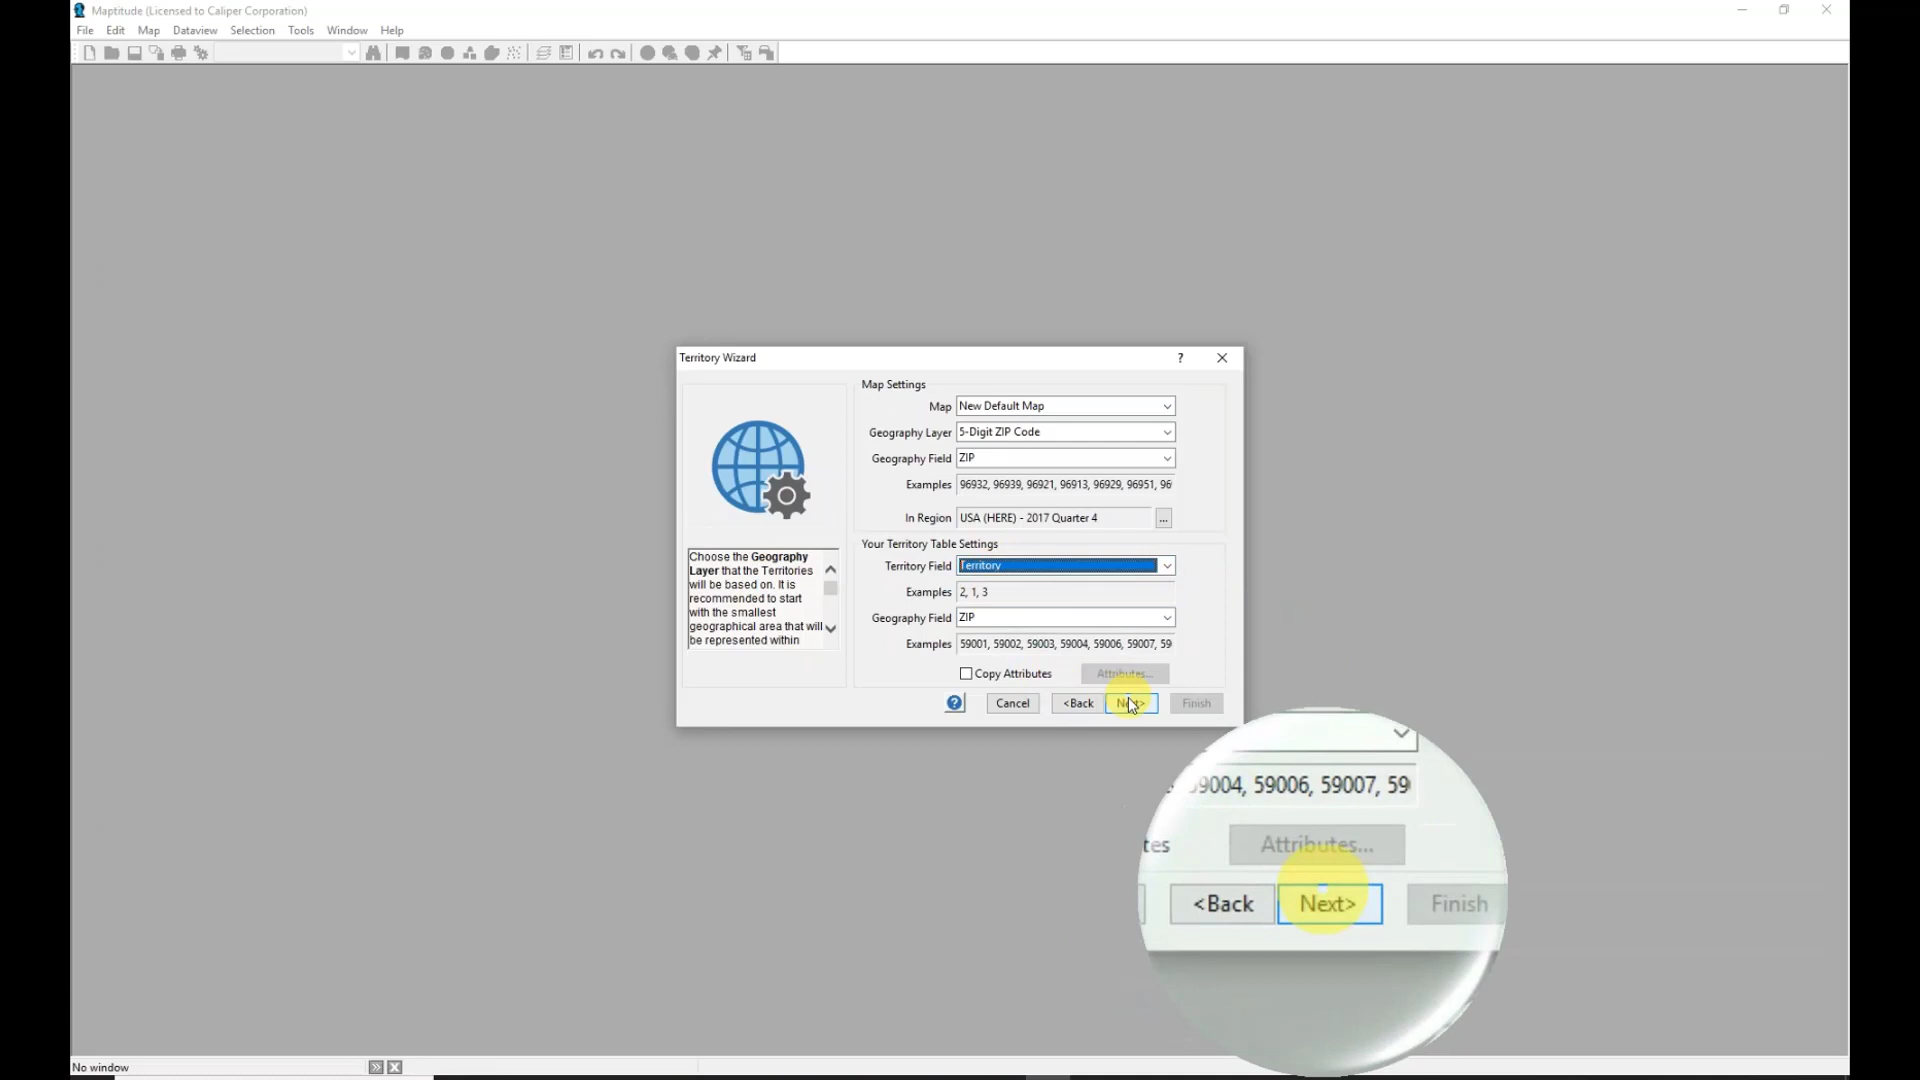 Maptitude (Licensed to Caliper Corporation)
File Edit Map Dataview Selection Tools Window Help
Territory Wizard ?
Map Settings
Map New Default Map
Geography Layer 5-Digit ZIP Code
Geography Field ZIP
Examples 96932, 96939, 96921, 96913, 96929, 96951, 96
In Region USA (HERE) - 2017 Quarter 4 ...
Choose the Geography
Layer that the Territories
will be based on. It is
recommended to start
with the smallest
geographical area that will
be represented within
Your Territory Table Settings
Territory Field Territory
Examples 2, 1, 3
Geography Field ZIP
Examples 59001, 59002, 59003, 59004, 59006, 59007, 59
Copy Attributes Attributes...
? Cancel <Back Next> Finish
59004, 59006, 59007, 59
tes Attributes...
<Back Next> Finish
No window